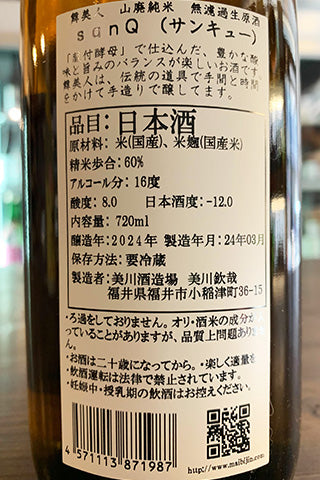 舞美人 山廃純米 無濾過生原酒
sanQ (サンキュー)
「蔵付酵母」で仕込んだ、豊かな酸
味と旨みのバランスが楽しいお酒です
舞美人は、伝統の道具で手間と時間
をかけて手造りで醸してます。
品目:日本酒
原材料: 米(国産)、米麹(国産米)
精米歩合: 60%
アルコール分: 16度
酸度: 8.0 日本酒度: -12.0
内容量: 720ml
醸造年: 2024年 製造年月: 24年03月
保存方法: 要冷蔵
製造者: 美川酒造場 美川欽哉
福井県福井市小稲津町36-15
・ろ過をしておりません。オリ・酒米の成分が
っていることがありますが、品質上問題あり
ん。
・お酒は二十歳になってから。・楽しく適量を
・飲酒運転は法律で禁止されています。
・妊娠中・授乳期の飲酒はお控えください。
4571113871987
http://www.maibijin.com